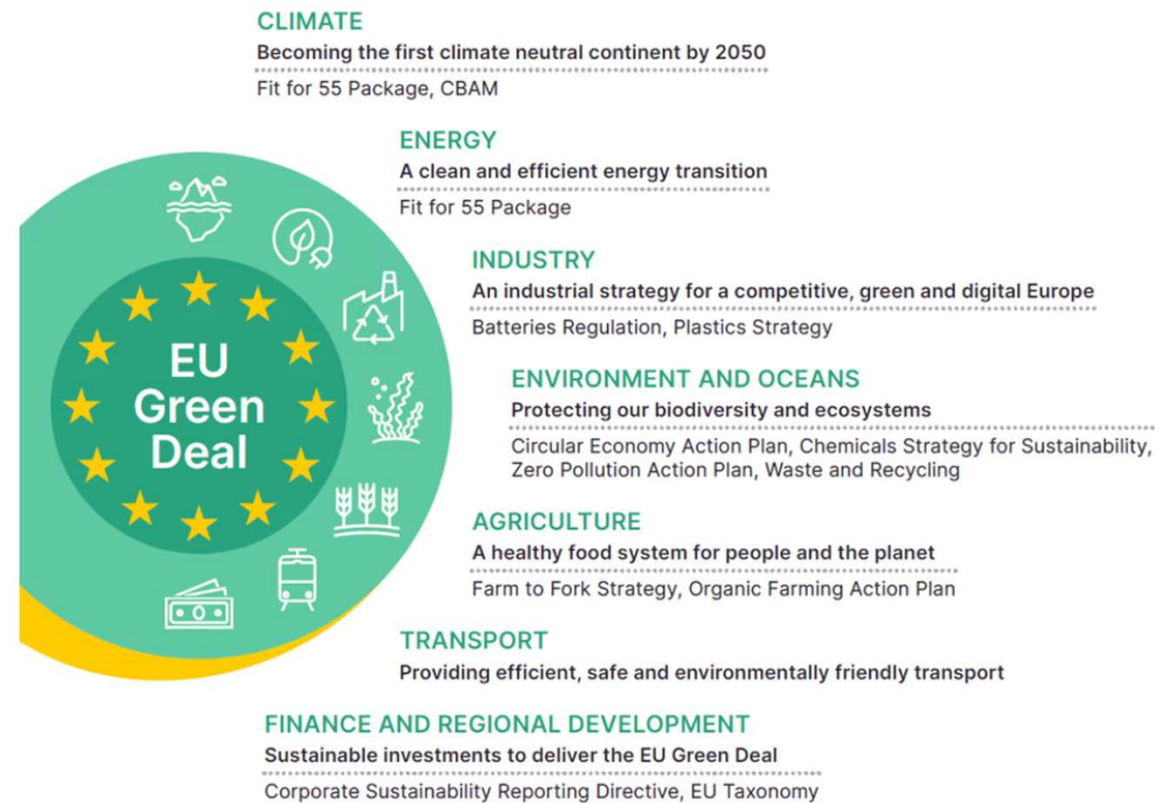 CLIMATE
Becoming the first climate neutral continent by 2050
Fit for 55 Package, CBAM
ENERGY
A clean and efficient energy transition
Fit for 55 Package
INDUSTRY
An industrial strategy for a competitive, green and digital Europe
Batteries Regulation, Plastics Strategy
EU
Green
Deal
ENVIRONMENT AND OCEANS
Protecting our biodiversity and ecosystems
Circular Economy Action Plan, Chemicals Strategy for Sustainability,
Zero Pollution Action Plan, Waste and Recycling
AGRICULTURE
A healthy food system for people and the planet
Farm to Fork Strategy, Organic Farming Action Plan
TRANSPORT
Providing efficient, safe and environmentally friendly transport
FINANCE AND REGIONAL DEVELOPMENT
Sustainable investments to deliver the EU Green Deal
Corporate Sustainability Reporting Directive, EU Taxonomy